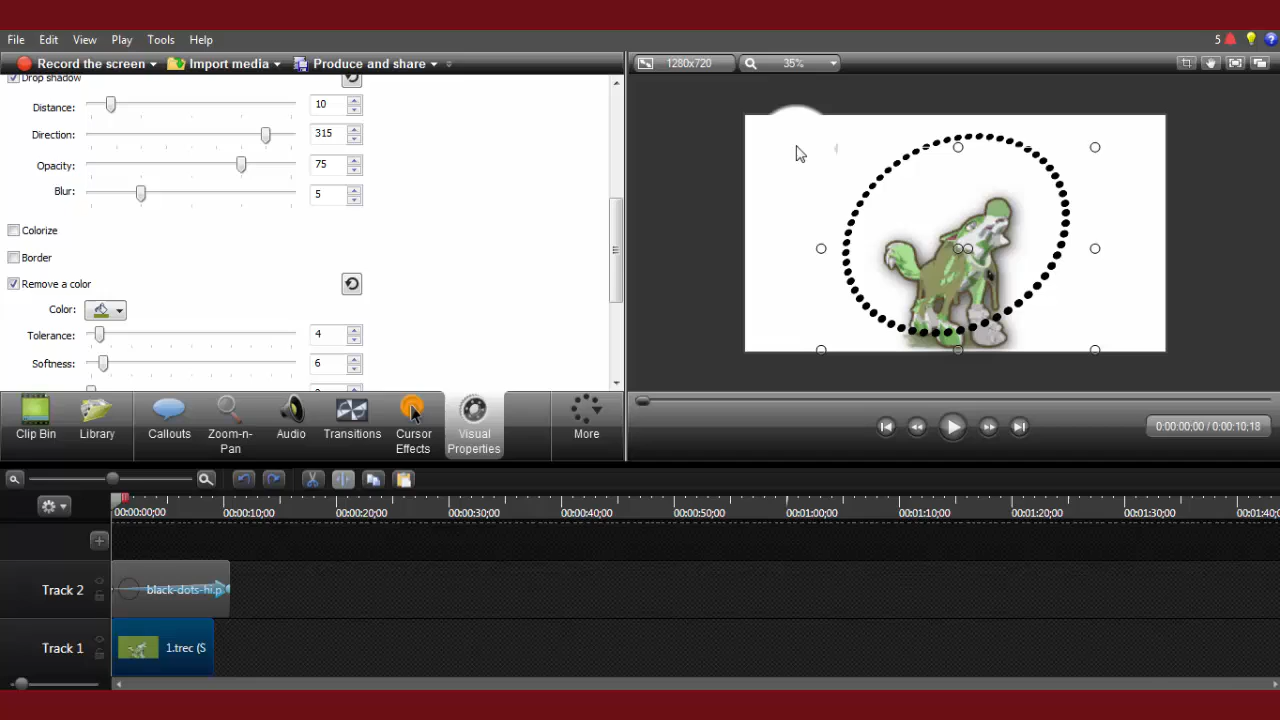 File Edit View Play Tools Help 5
Record the screen Import media Produce and share 1280x720 35%
Drop shadow
Distance: 10
Direction: 315
Opacity: 75
Blur: 5
Colorize
Border
Remove a color
Color:
Tolerance: 4
Softness: 6
Clip Bin Library Callouts Zoom-n-Pan Audio Transitions Cursor Effects Visual Properties More
0:00:00;00 / 0:00:10;18
00:00:00;00 00:00:10;00 00:00:20;00 00:00:30;00 00:00:40;00 00:00:50;00 00:01:00;00 00:01:10;00 00:01:20;00 00:01:30;00 00:01:40;0
Track 2 black-dots-hi.p
Track 1 1.trec (S